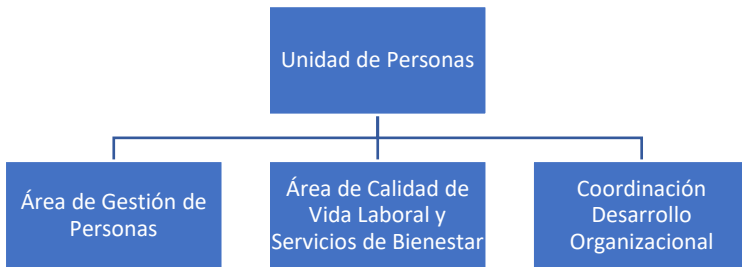 Unidad de Personas
Área de Gestión de
Personas
Área de Calidad de
Vida Laboral y
Servicios de Bienestar
Coordinación
Desarrollo
Organizacional